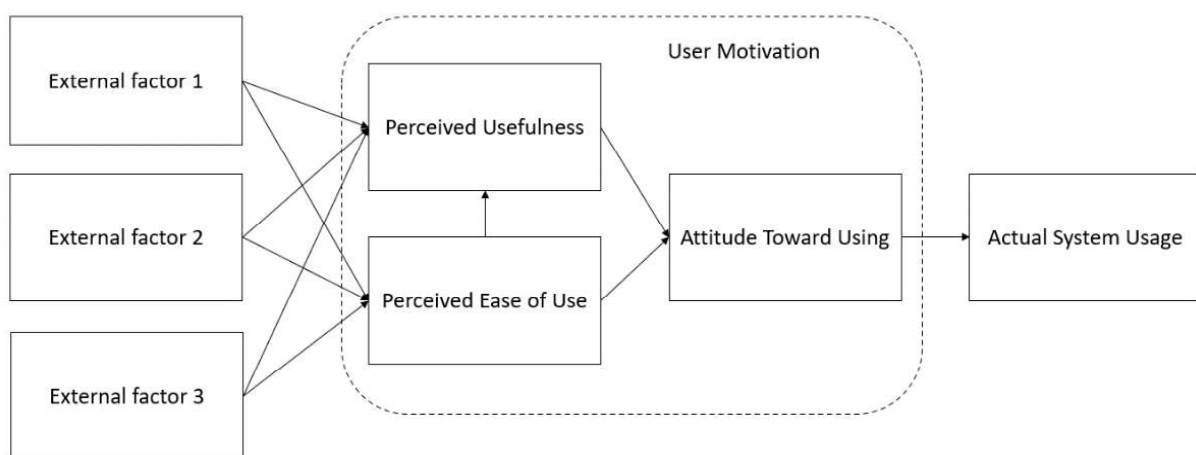 User Motivation
External factor 1
Perceived Usefulness
External factor 2
Attitude Toward Using
Actual System Usage
Perceived Ease of Use
External factor 3